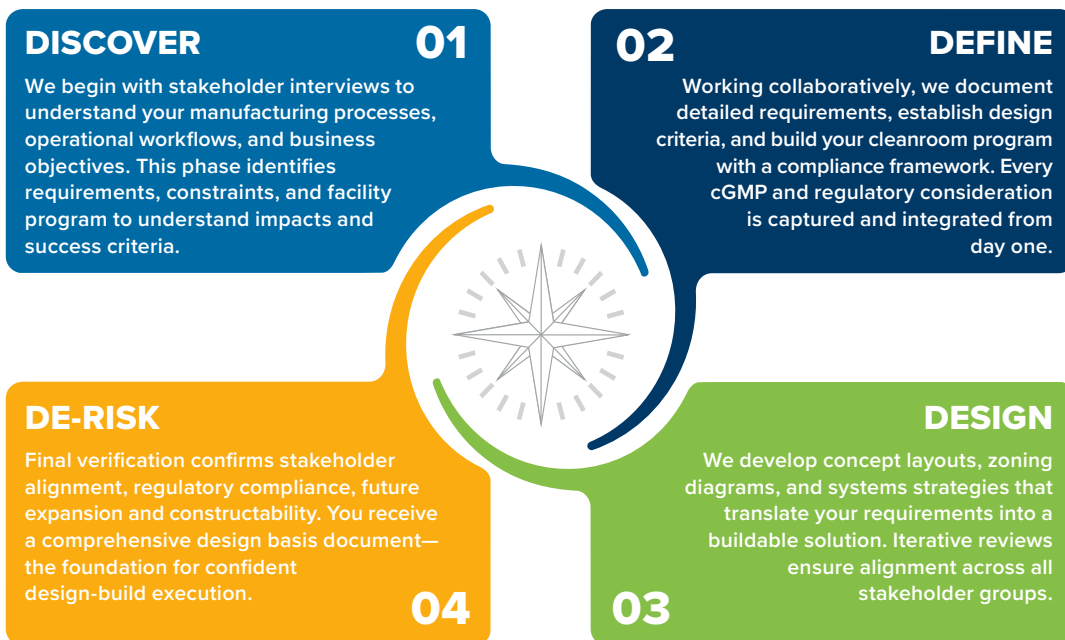 DISCOVER
01
We begin with stakeholder interviews to
understand your manufacturing processes,
operational workflows, and business
objectives. This phase identifies
requirements, constraints, and facility
program to understand impacts and
success criteria.
02
DEFINE
Working collaboratively, we document
detailed requirements, establish design
criteria, and build your cleanroom program
with a compliance framework. Every
cGMP and regulatory consideration
is captured and integrated from
day one.
DESIGN
We develop concept layouts, zoning
diagrams, and systems strategies that
translate your requirements into a
buildable solution. Iterative reviews
ensure alignment across all
stakeholder groups.
03
DE-RISK
Final verification confirms stakeholder
alignment, regulatory compliance, future
expansion and constructability. You receive
a comprehensive design basis document—
the foundation for confident
design-build execution.
04